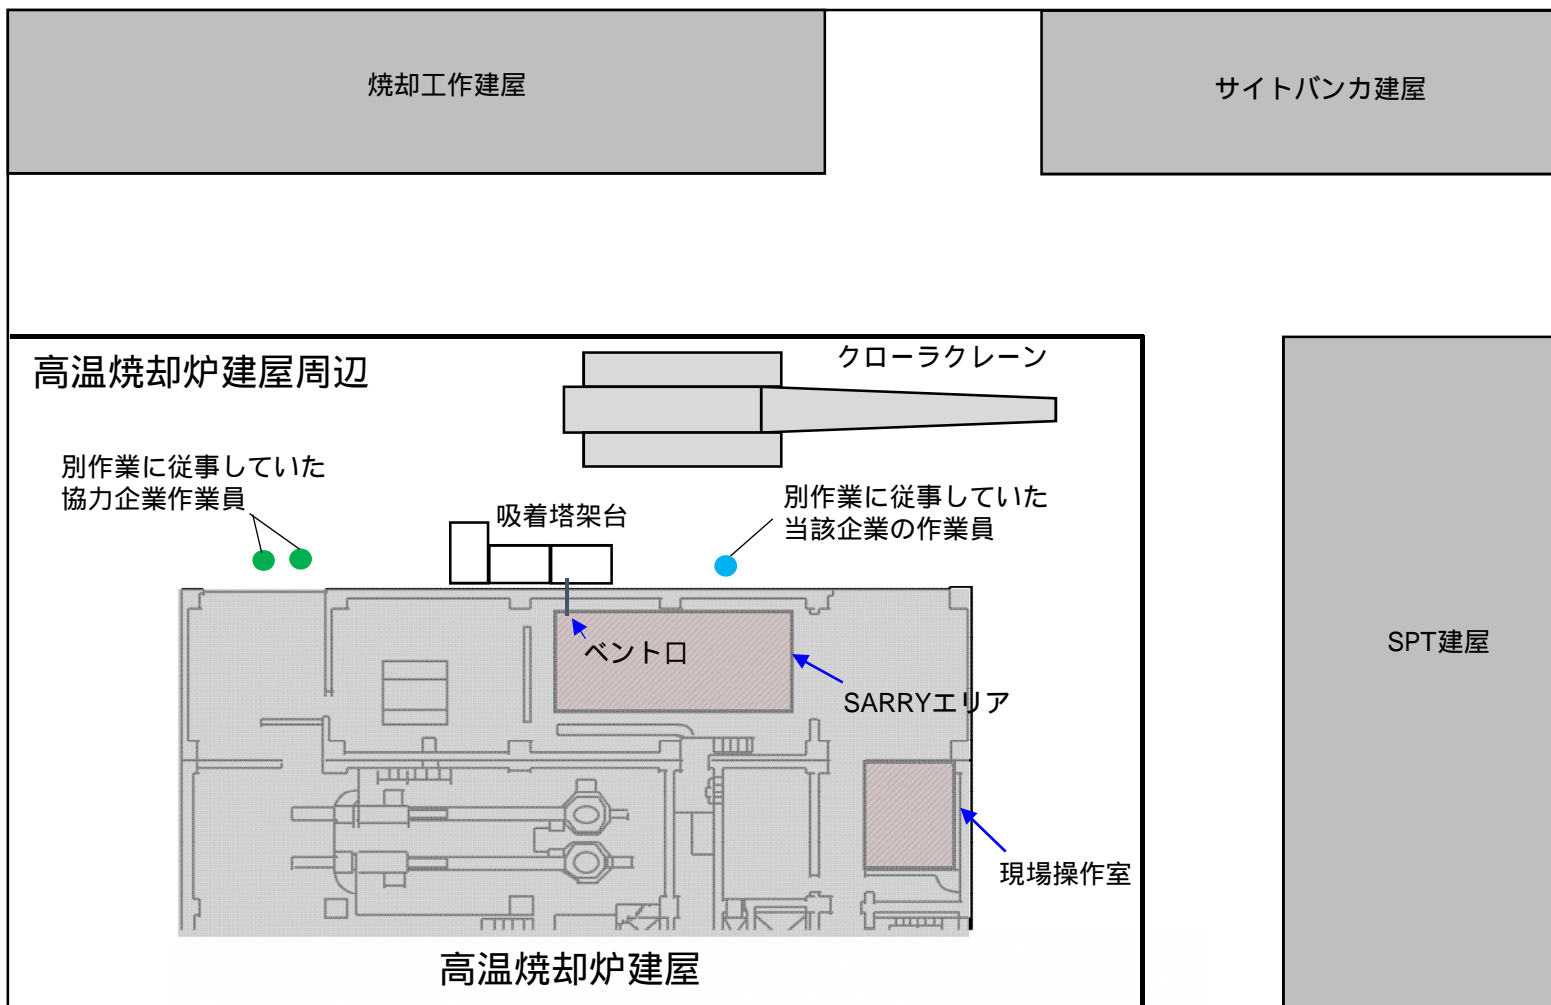 焼却工作建屋
サイトバンカ建屋
高温焼却炉建屋周辺
クローラクレーン
別作業に従事していた
協力企業作業員
吸着塔架台
別作業に従事していた
当該企業の作業員
ベント口
SARRYエリア
SPT建屋
現場操作室
高温焼却炉建屋